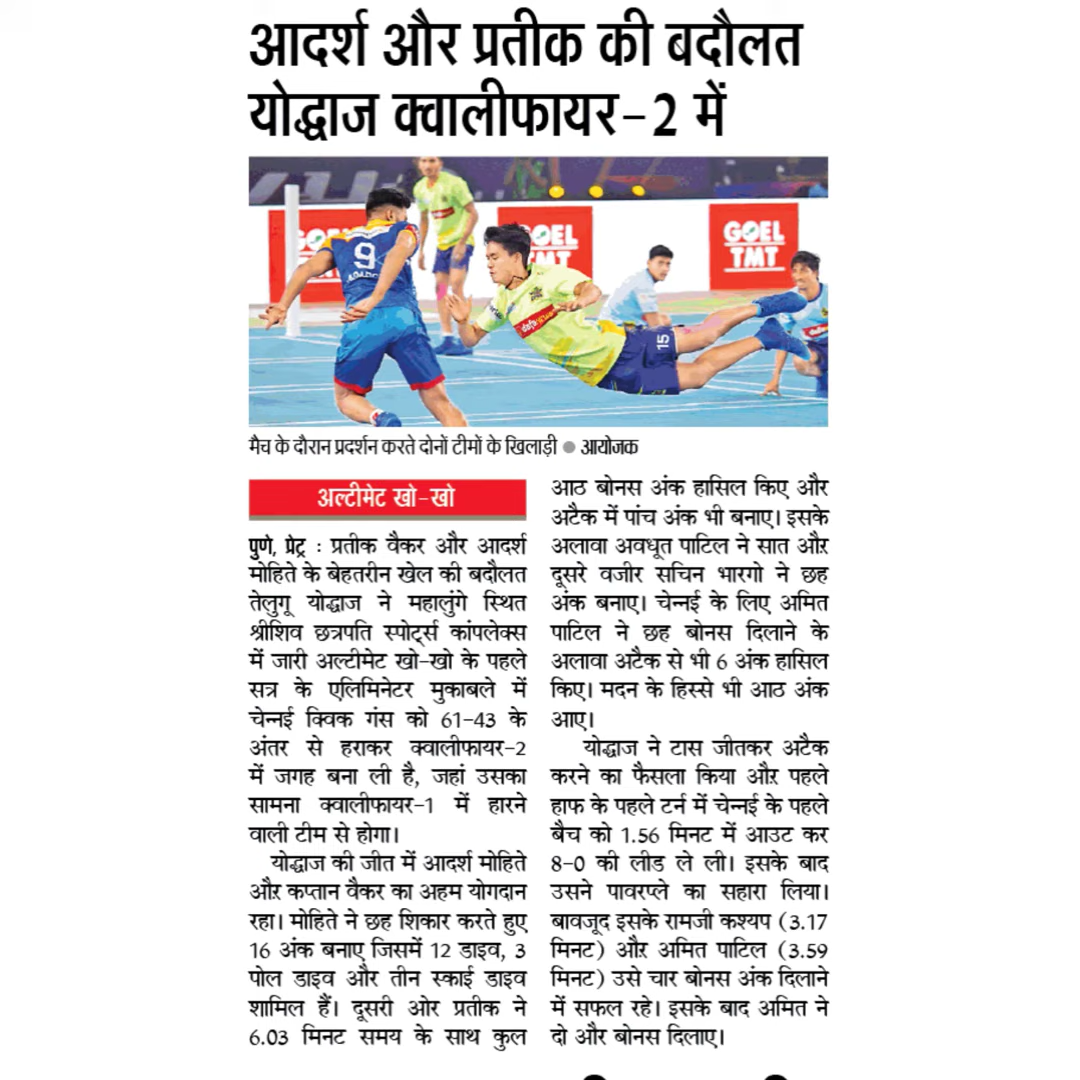 आदर्श और प्रतीक की बदौलत
योद्धाज क्वालीफायर-2 में
GOEL
TMT
OEL
TM
GOEL
TMT
9
15
मैच के दौरान प्रदर्शन करते दोनों टीमों के खिलाड़ी ● आयोजक
अल्टीमेट खो-खो
पुणे, प्रेट्र : प्रतीक वैकर और आदर्श
मोहिते के बेहतरीन खेल की बदौलत
तेलुगू योद्धाज ने महालुंगे स्थित
श्रीशिव छत्रपति स्पोर्ट्स कांपलेक्स
में जारी अल्टीमेट खो-खो के पहले
सत्र के एलिमिनेटर मुकाबले में
चेन्नई क्विक गंस को 61-43 के
अंतर से हराकर क्वालीफायर-2
में जगह बना ली है, जहां उसका
सामना क्वालीफायर-1 में हारने
वाली टीम से होगा।
योद्धाज की जीत में आदर्श मोहिते
और कप्तान वैकर का अहम योगदान
रहा। मोहिते ने छह शिकार करते हुए
16 अंक बनाए जिसमें 12 डाइव, 3
पोल डाइव और तीन स्काई डाइव
शामिल हैं। दूसरी ओर प्रतीक ने
6.03 मिनट समय के साथ कुल
आठ बोनस अंक हासिल किए और
अटैक में पांच अंक भी बनाए। इसके
अलावा अवधूत पाटिल ने सात और
दूसरे वजीर सचिन भारगो ने छह
अंक बनाए। चेन्नई के लिए अमित
पाटिल ने छह बोनस दिलाने के
अलावा अटैक से भी 6 अंक हासिल
किए। मदन के हिस्से भी आठ अंक
आए।
योद्धाज ने टास जीतकर अटैक
करने का फैसला किया और पहले
हाफ के पहले टर्न में चेन्नई के पहले
बैच को 1.56 मिनट में आउट कर
8-0 की लीड ले ली। इसके बाद
उसने पावरप्ले का सहारा लिया।
बावजूद इसके रामजी कश्यप (3.17
मिनट) और अमित पाटिल (3.59
मिनट) उसे चार बोनस अंक दिलाने
में सफल रहे। इसके बाद अमित ने
दो और बोनस दिलाए।